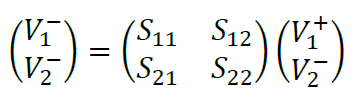 (V₁⁻ V₂⁻) = (S₁₁ S₁₂ S₂₁ S₂₂) (V₁⁺ V₂⁻)